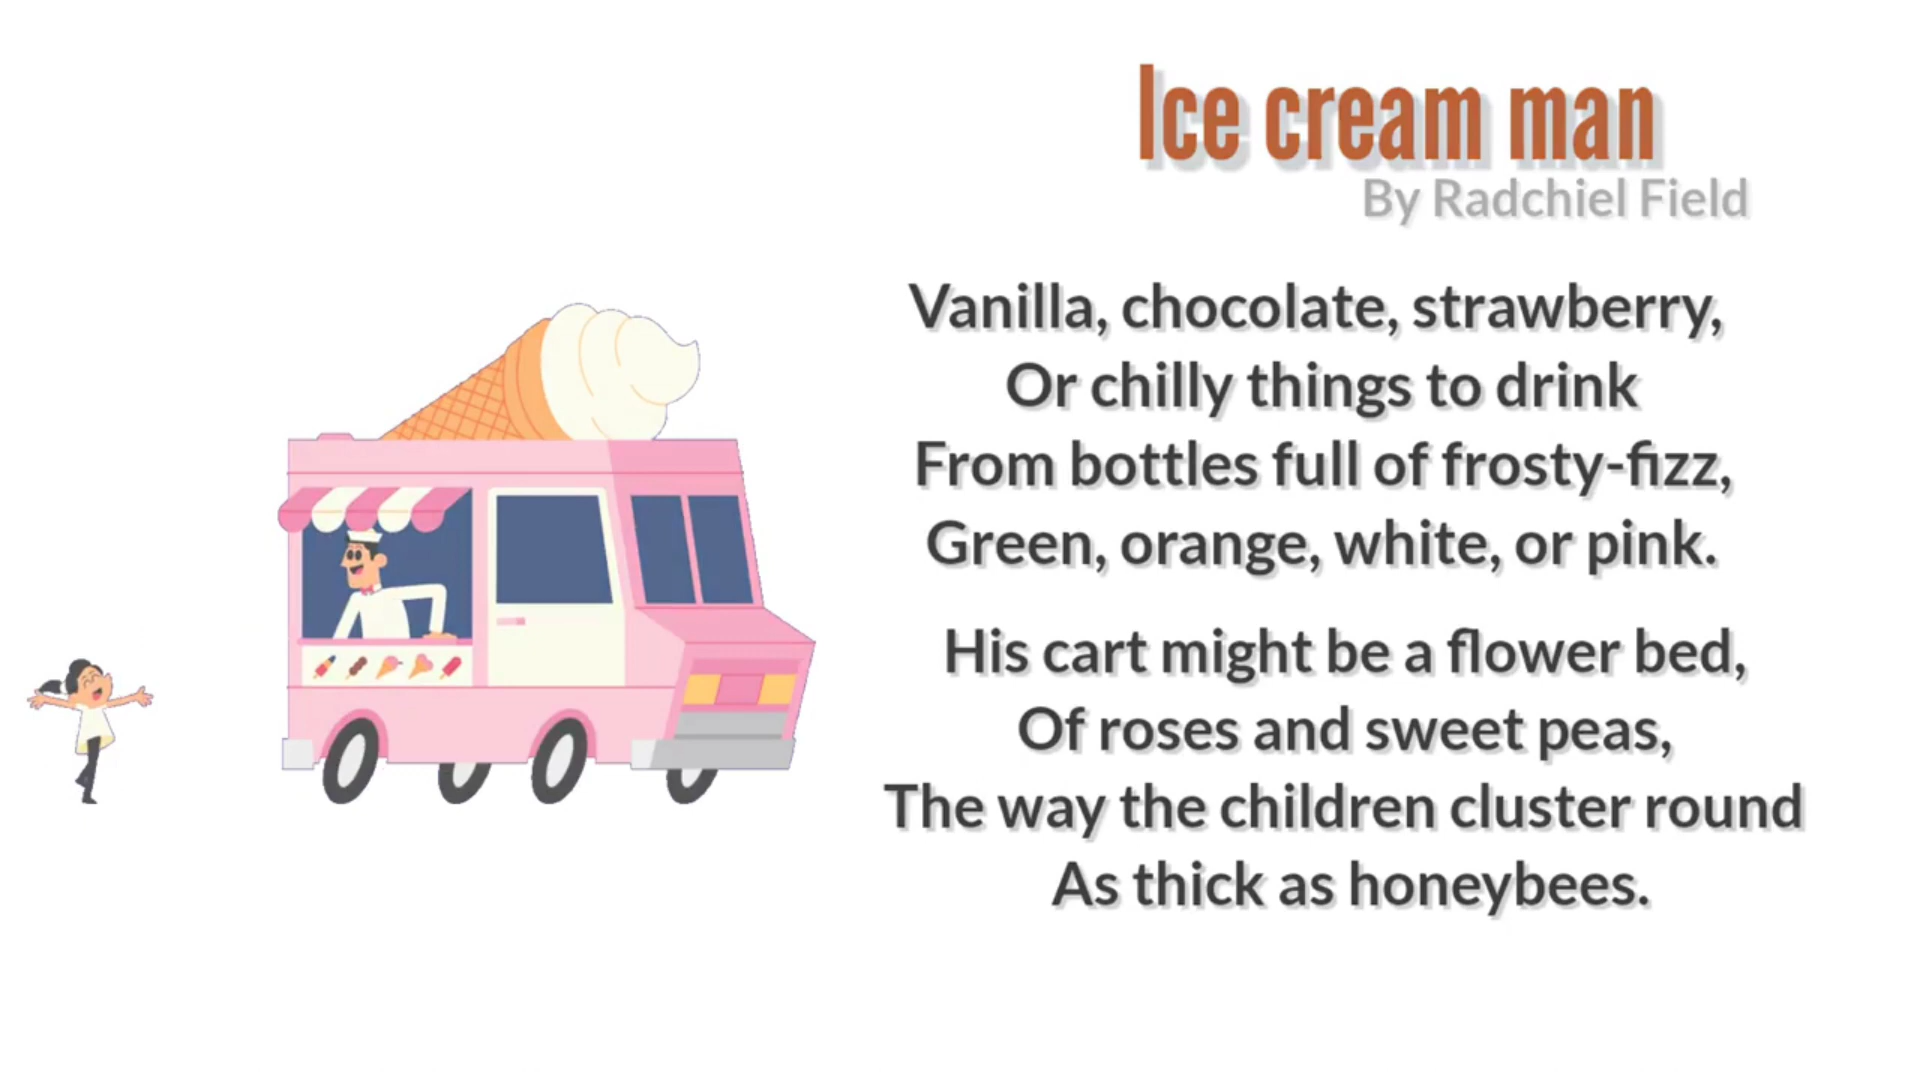 Ice cream man
By Radchiel Field
Vanilla, chocolate, strawberry,
Or chilly things to drink
From bottles full of frosty-fizz,
Green, orange, white, or pink.
His cart might be a flower bed,
Of roses and sweet peas,
The way the children cluster round
As thick as honeybees.